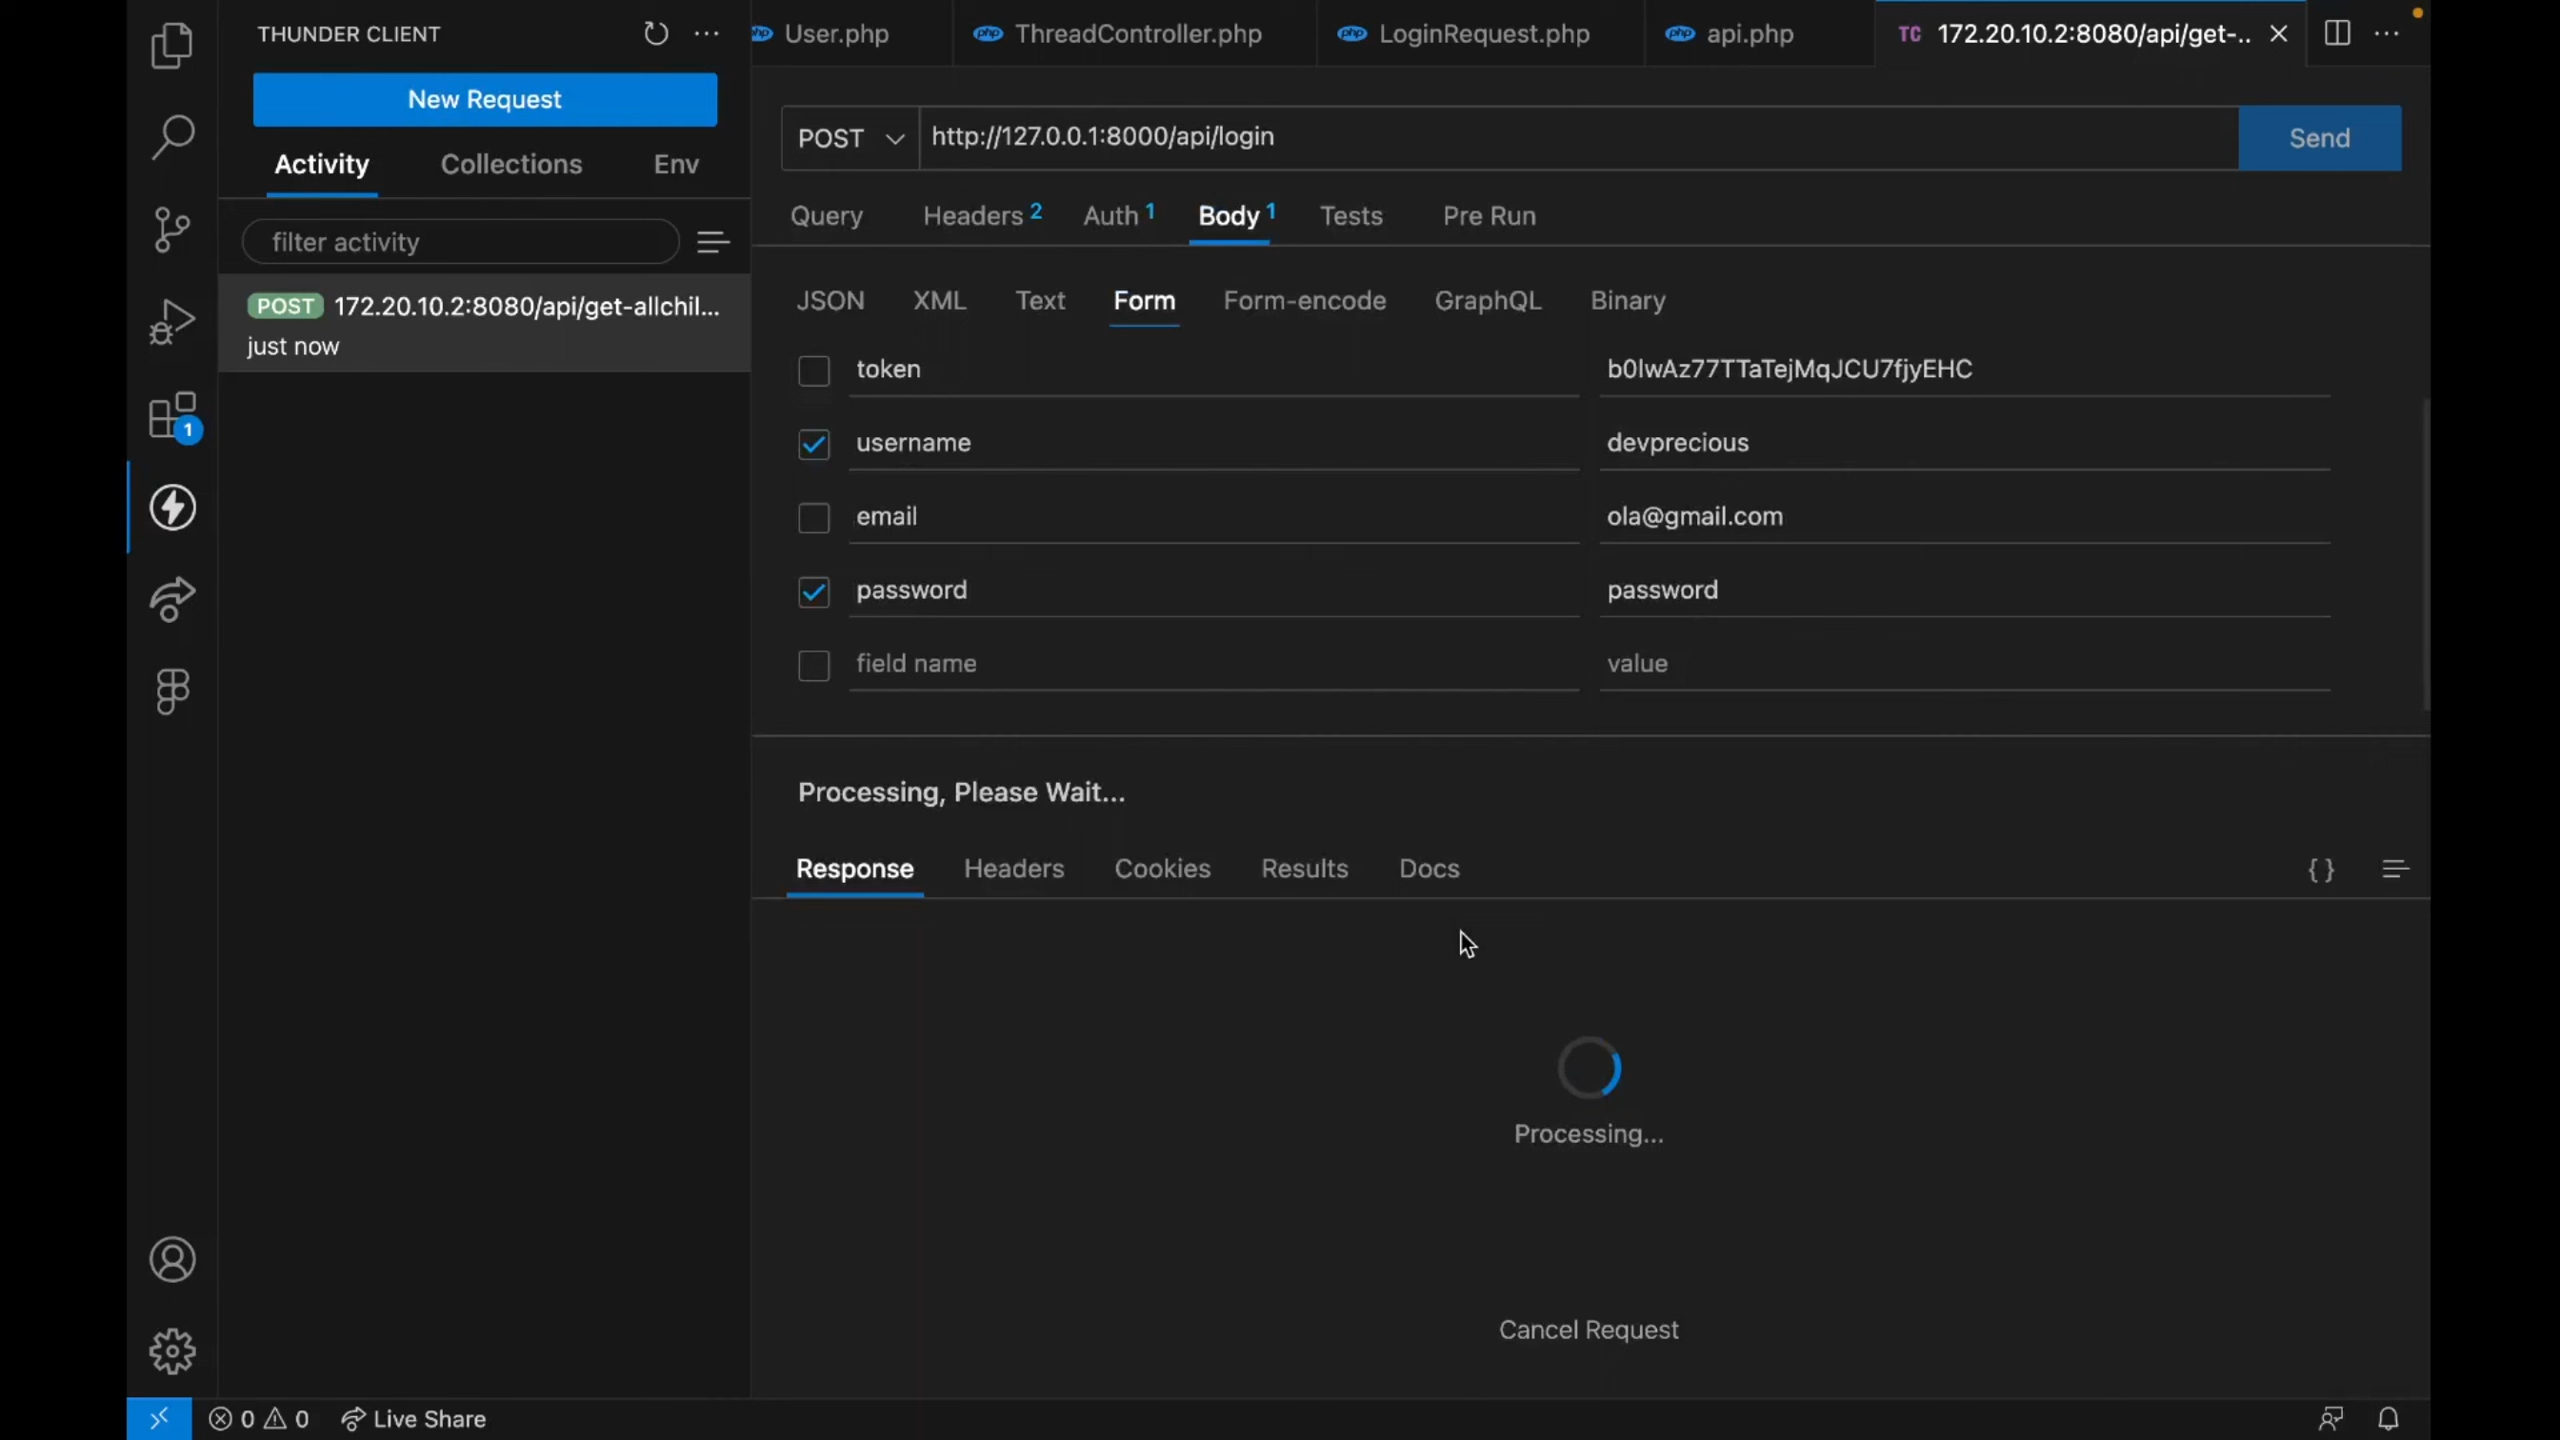 THUNDER CLIENT
New Request
Activity Collections Env
filter activity
POST 172.20.10.2:8080/api/get-allchil...
just now
1
User.php ThreadController.php LoginRequest.php api.php TC 172.20.10.2:8080/api/get-..
POST http://127.0.0.1:8000/api/login Send
Query Headers 2 Auth 1 Body 1 Tests Pre Run
JSON XML Text Form Form-encode GraphQL Binary
token b0lwAz77TTaTejMqJCU7fjyEHC
username devprecious
email ola@gmail.com
password password
field name value
Processing, Please Wait...
Response Headers Cookies Results Docs {}
Processing...
Cancel Request
0 0 Live Share